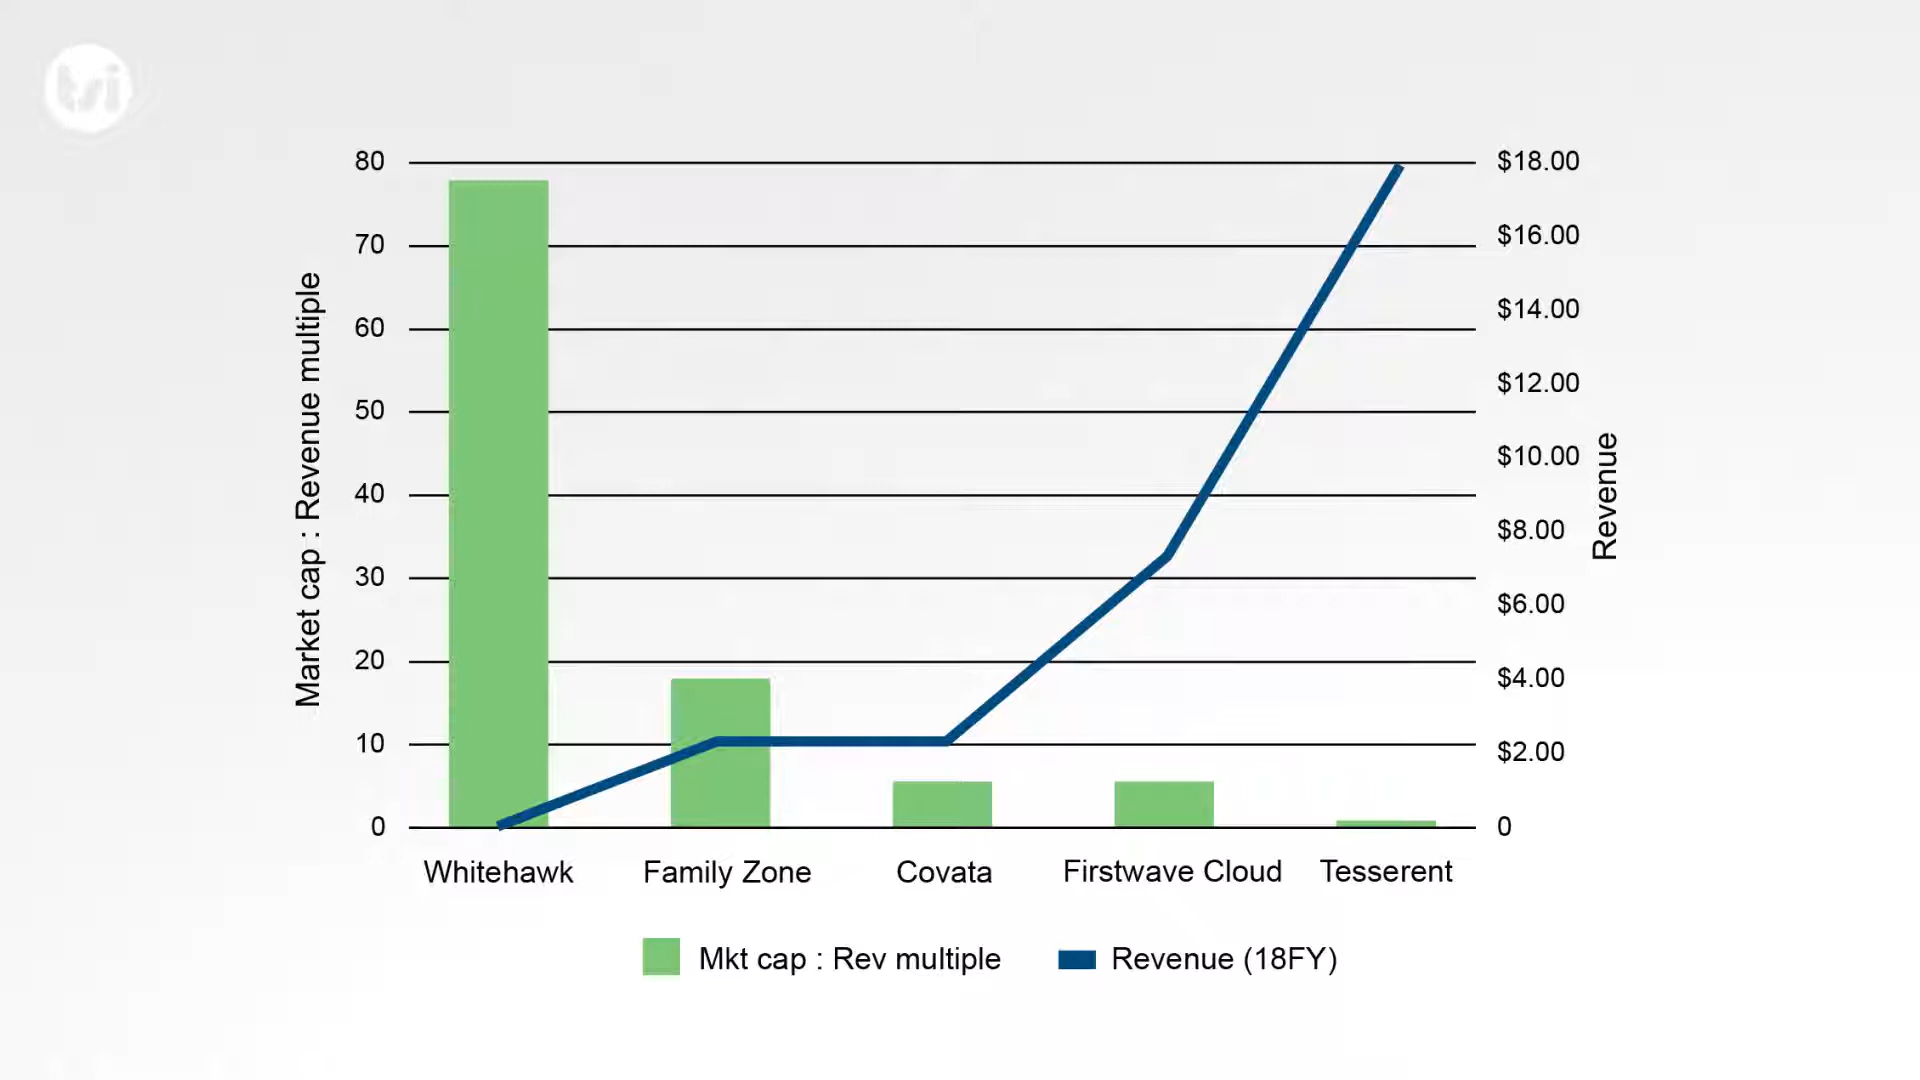 80
70
60
50
40
30
20
10
0
Market cap : Revenue multiple
$18.00
$16.00
$14.00
$12.00
$10.00
$8.00
$6.00
$4.00
$2.00
0
Revenue
Whitehawk
Family Zone
Covata
Firstwave Cloud
Tesserent
Mkt cap : Rev multiple
Revenue (18FY)